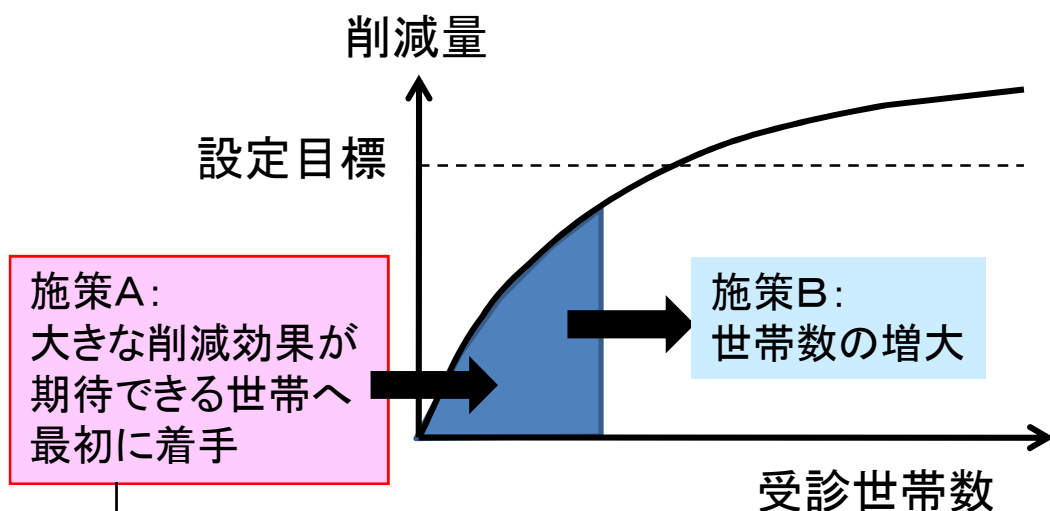 削減量
設定目標
施策A：
大きな削減効果が
期待できる世帯へ
最初に着手
施策B：
世帯数の増大
受診世帯数